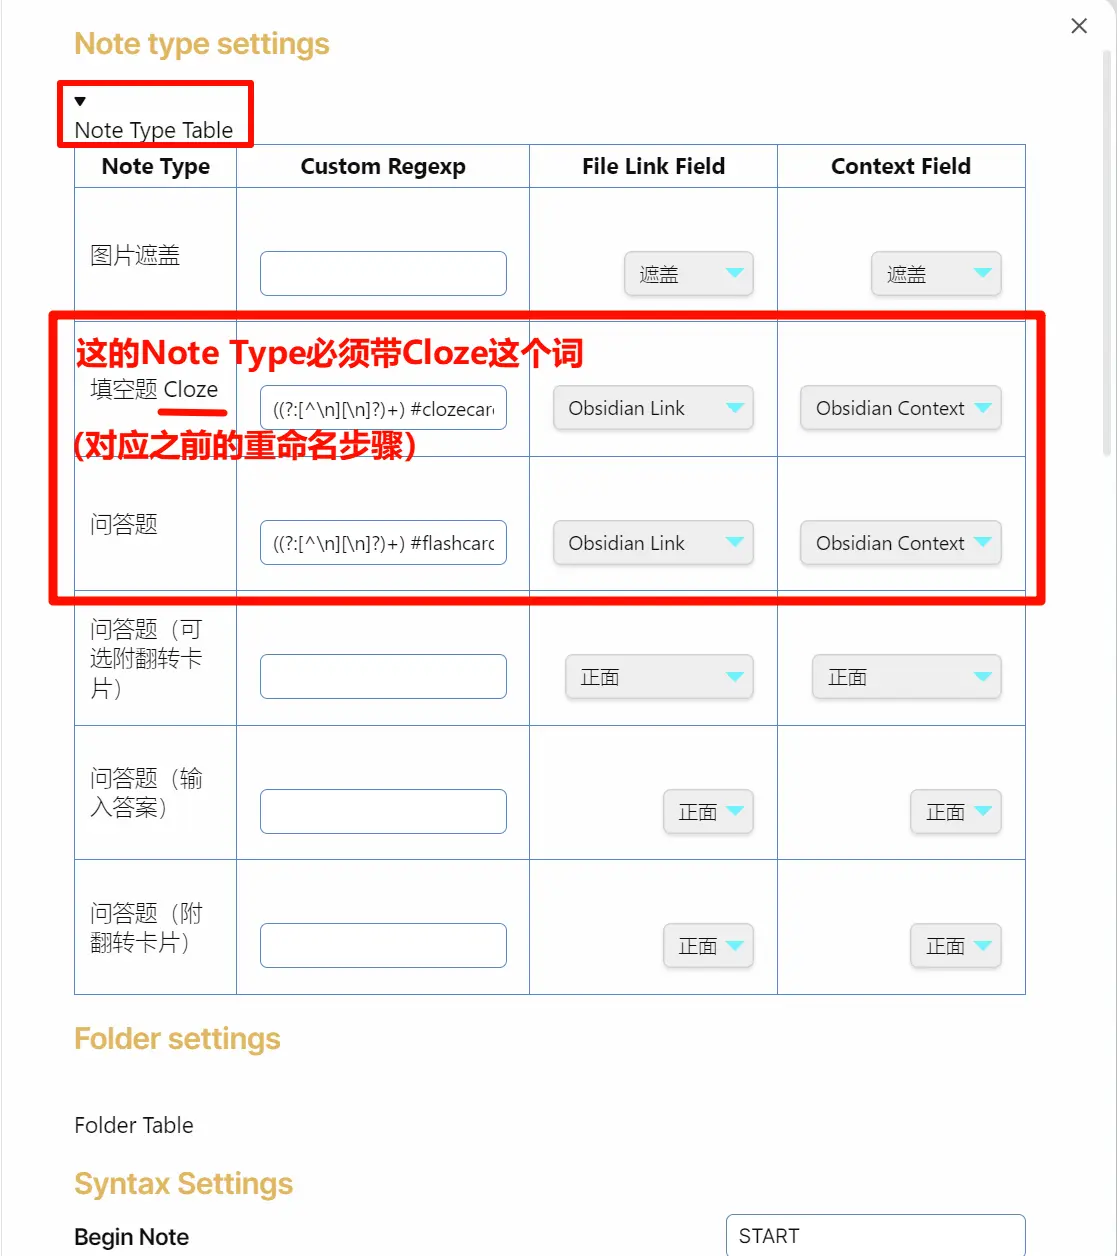 Note type settings
Note Type Table
Note Type Custom Regexp File Link Field Context Field
图片遮盖
遮盖 遮盖
这的Note Type必须带Cloze这个词
填空题 Cloze
((?:[^\n][\n]?)+) #clozecar Obsidian Link Obsidian Context
(对应之前的重命名步骤)
问答题
((?:[^\n][\n]?)+) #flashcard Obsidian Link Obsidian Context
问答题（可
选附翻转卡
片）
正面 正面
问答题（输
入答案）
正面 正面
问答题（附
翻转卡片）
正面 正面
Folder settings
Folder Table
Syntax Settings
Begin Note START